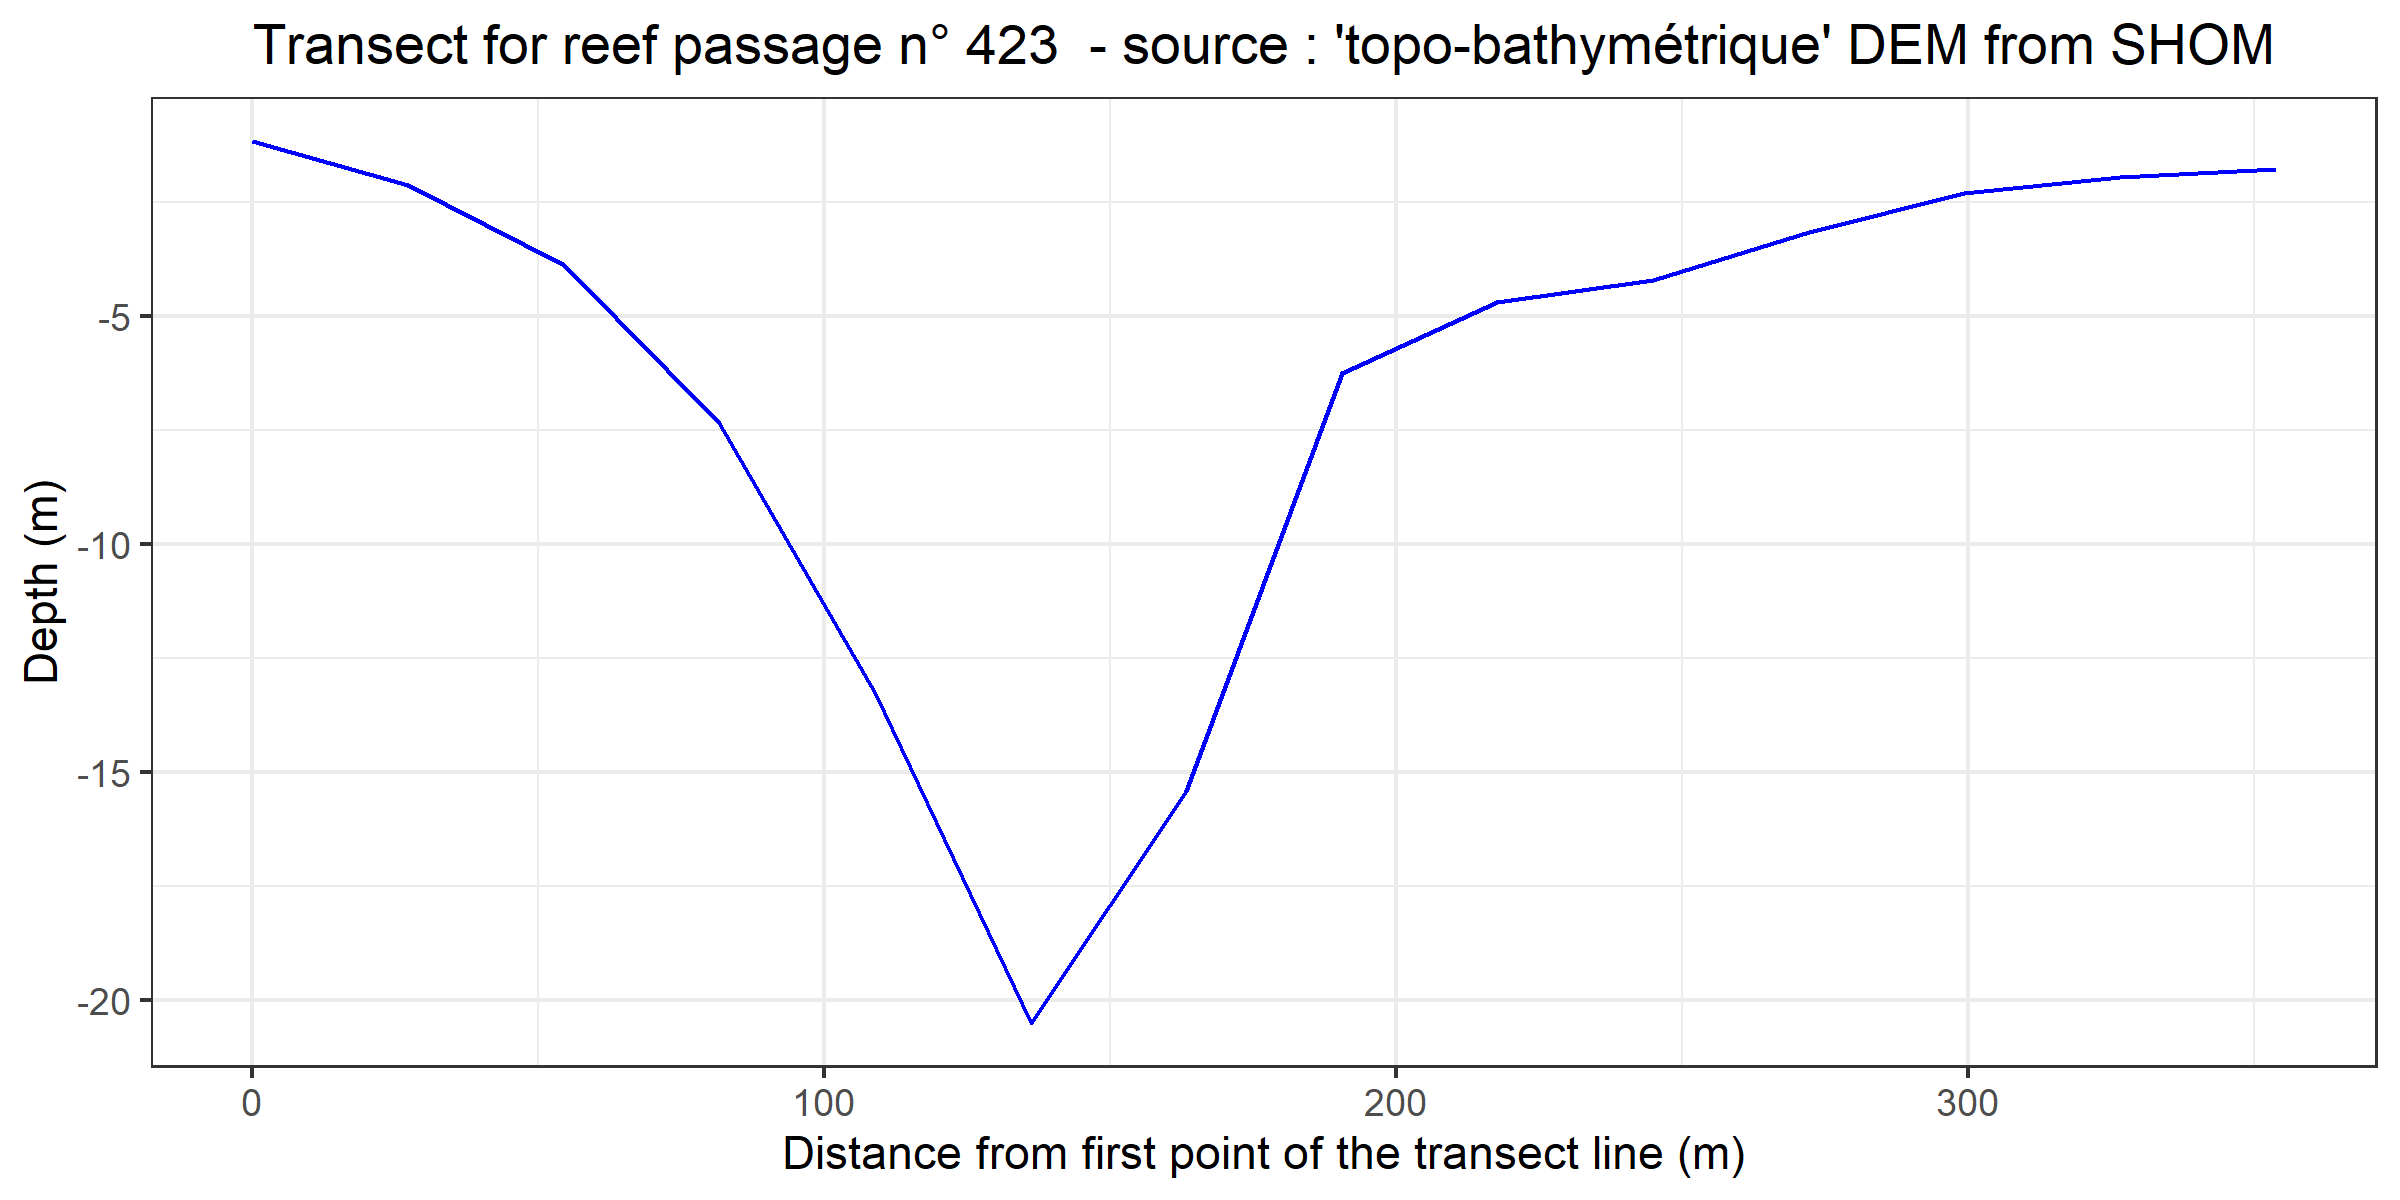 Transect for reef passage n° 423  - source : 'topo-bathymétrique' DEM from SHOM
Depth (m)
-5
-10
-15
-20
0
100
200
300
Distance from first point of the transect line (m)